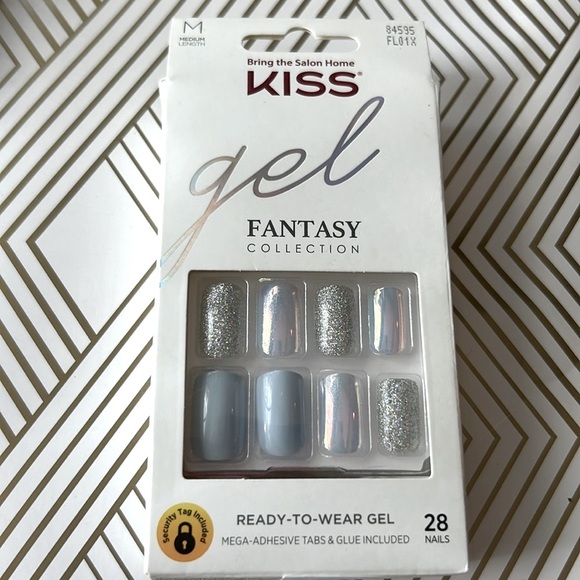 M
MEDIUM
LENGTH
84595
FL01X
Bring the Salon Home
KISS®
gel
FANTASY
COLLECTION
Security Tag Included
READY-TO-WEAR GEL
MEGA-ADHESIVE TABS & GLUE INCLUDED
28
NAILS